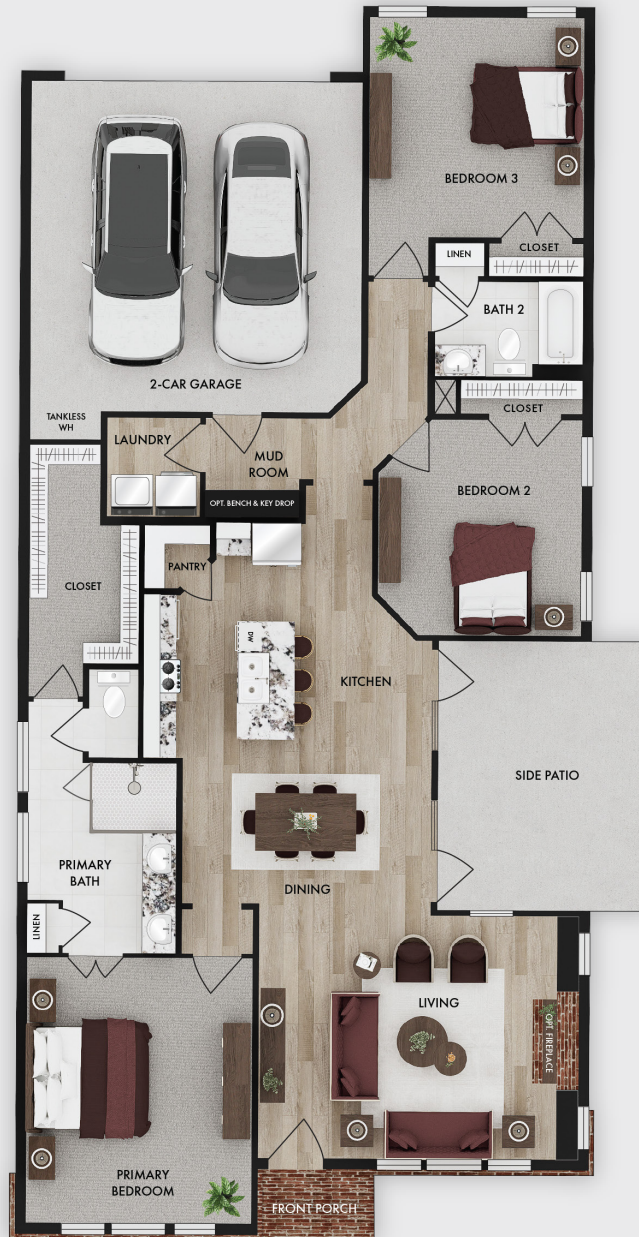 BEDROOM 3
LINEN
CLOSET
BATH 2
2-CAR GARAGE
CLOSET
TANKLESS
WH
LAUNDRY
MUD
ROOM
OPT. BENCH & KEY DROP
BEDROOM 2
PANTRY
CLOSET
DW
KITCHEN
SIDE PATIO
PRIMARY
BATH
DINING
LINEN
LIVING
OPT. FIREPLACE
PRIMARY
BEDROOM
FRONT PORCH